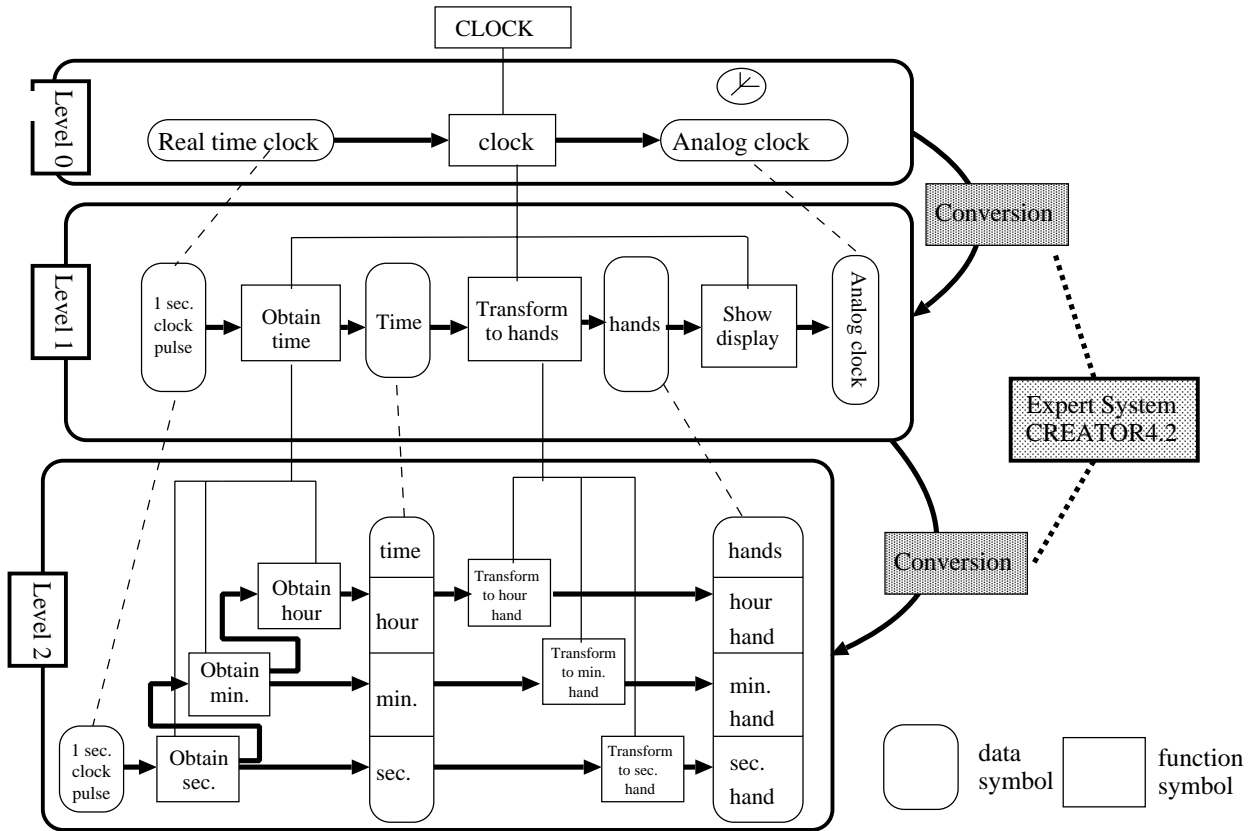 CLOCK
Level 0
Real time clock
clock
Analog clock
Conversion
Level 1
1 sec.
clock
pulse
Obtain
time
Time
Transform
to hands
hands
Show
display
Analog clock
Expert System
CREATOR4.2
Conversion
Level 2
time
hands
Obtain
hour
hour
Transform
to hour
hand
hour
hand
Obtain
min.
min.
Transform
to min.
hand
min.
hand
1 sec.
clock
pulse
Obtain
sec.
sec.
Transform
to sec.
hand
sec.
hand
data
symbol
function
symbol